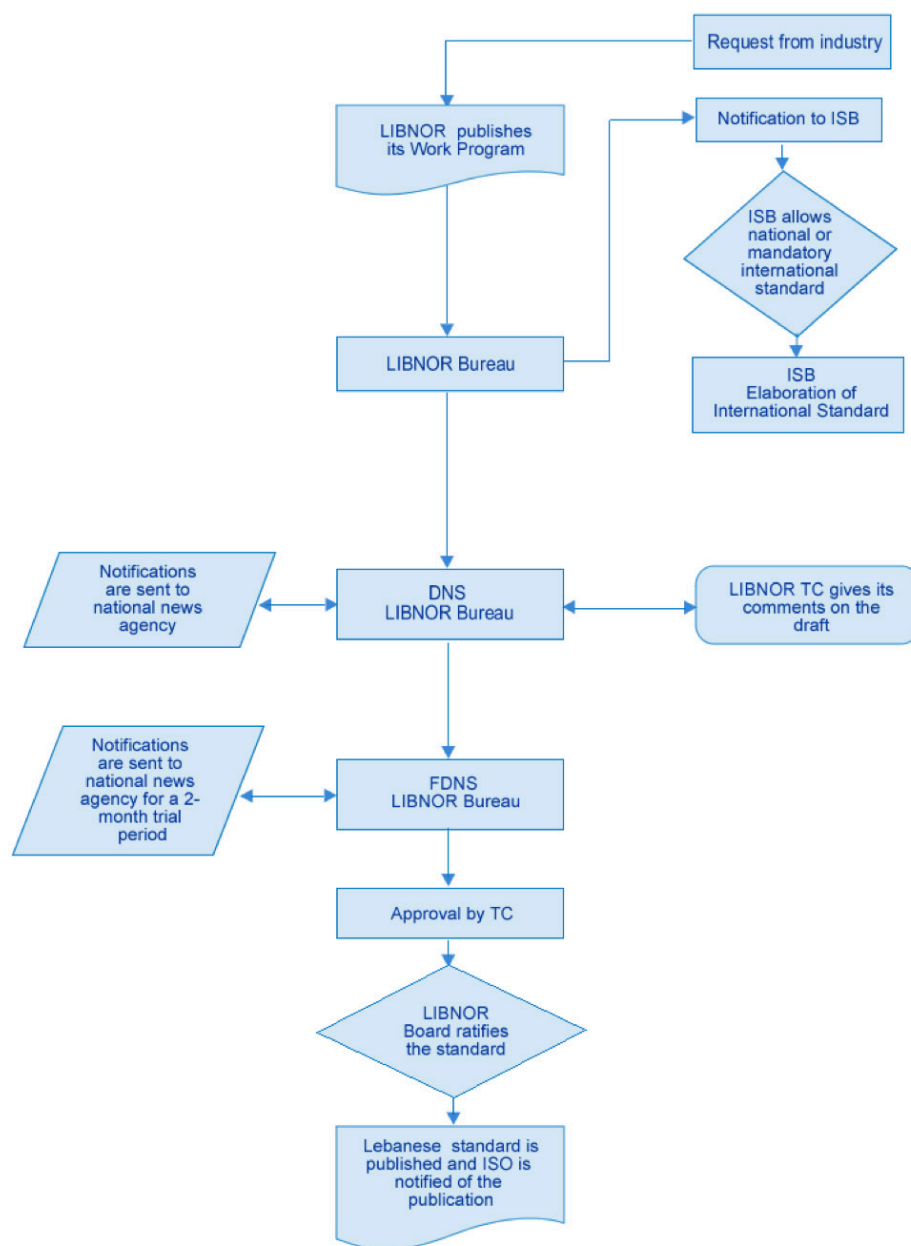 Request from industry
LIBNOR publishes
its Work Program
Notification to ISB
ISB allows
national or
mandatory
international
standard
LIBNOR Bureau
ISB
Elaboration of
International Standard
Notifications
are sent to
national news
agency
DNS
LIBNOR Bureau
LIBNOR TC gives its
comments on the
draft
Notifications
are sent to
national news
agency for a 2-
month trial
period
FDNS
LIBNOR Bureau
Approval by TC
LIBNOR
Board ratifies
the standard
Lebanese standard is
published and ISO is
notified of the
publication